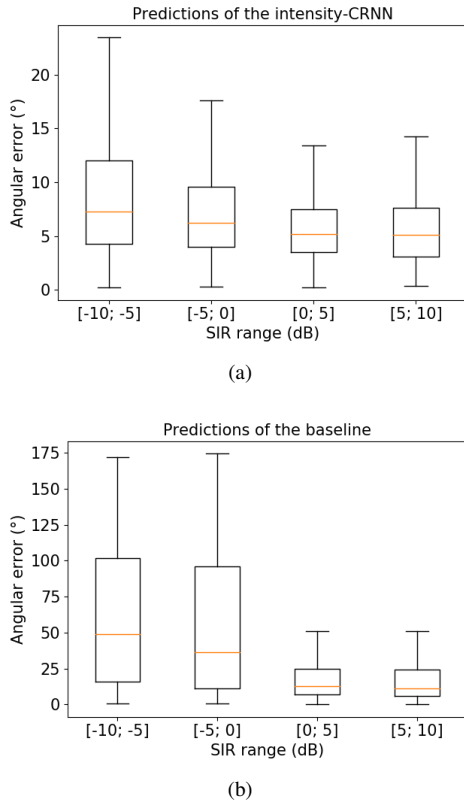 Predictions of the intensity-CRNN
Angular error (°)
20
15
10
5
0
[-10; -5] [-5; 0] [0; 5] [5; 10]
SIR range (dB)
(a)
Predictions of the baseline
Angular error (°)
175
150
125
100
75
50
25
0
[-10; -5] [-5; 0] [0; 5] [5; 10]
SIR range (dB)
(b)